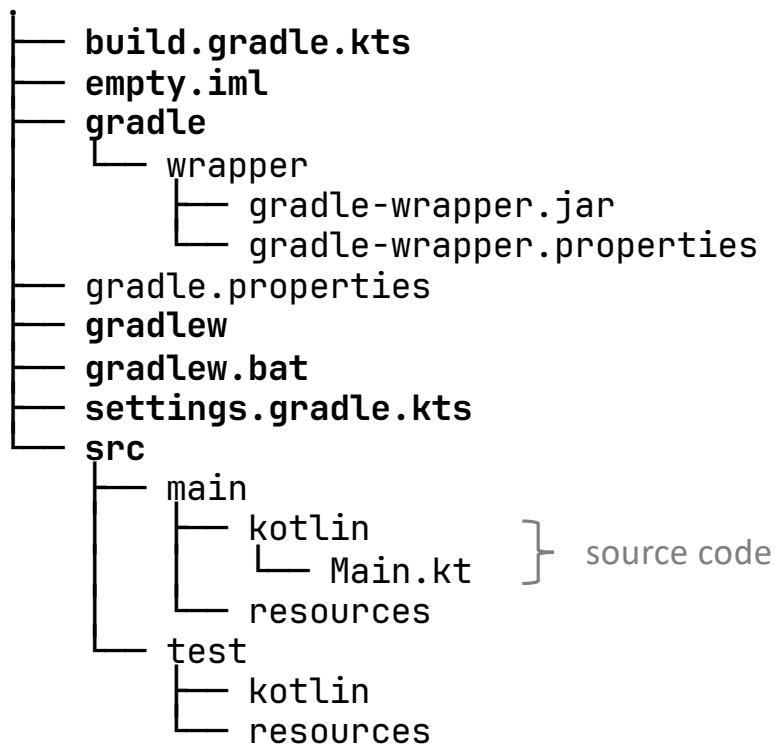 .
├── build.gradle.kts
├── empty.iml
├── gradle
│   └── wrapper
│       ├── gradle-wrapper.jar
│       └── gradle-wrapper.properties
├── gradle.properties
├── gradlew
├── gradlew.bat
├── settings.gradle.kts
└── src
    ├── main
    │   ├── kotlin
    │   │   └── Main.kt
source code
    │   └── resources
    └── test
        ├── kotlin
        └── resources